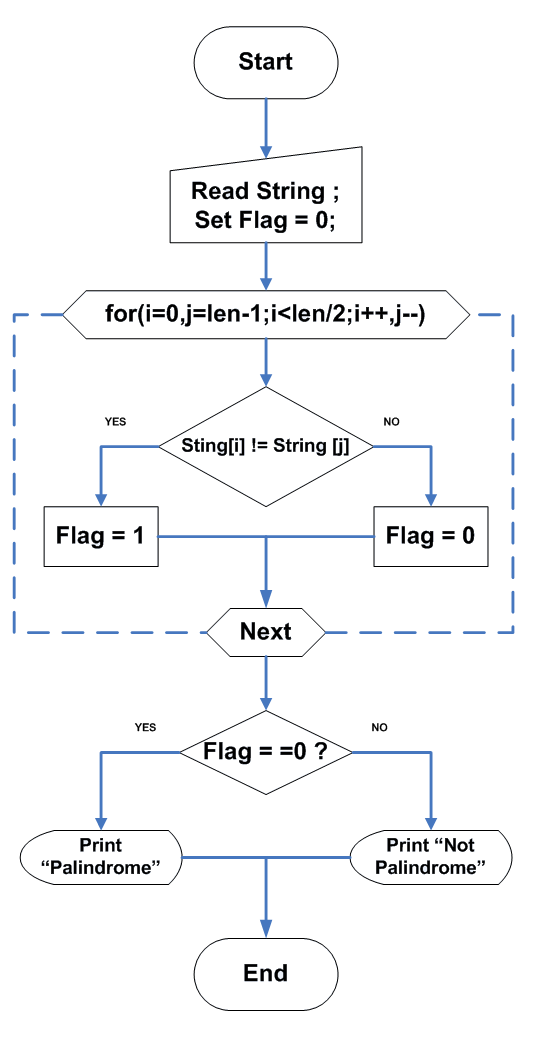 Start
Read String ;
Set Flag = 0;
for(i=0,j=len-1;i<len/2;i++,j--)
YES
NO
Sting[i] != String [j]
Flag = 1
Flag = 0
Next
YES
NO
Flag = =0 ?
Print
“Palindrome”
Print “Not
Palindrome”
End